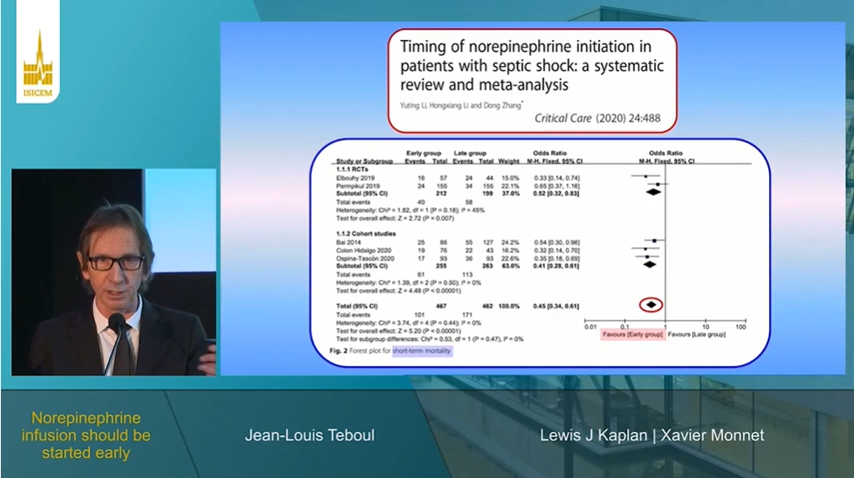 ISICEM
Timing of norepinephrine initiation in
patients with septic shock: a systematic
review and meta-analysis
Yuting Li, Hongxiang Li and Dong Zhang*
Critical Care (2020) 24:488
Early group Late group Odds Ratio Odds Ratio
Study or Subgroup Events Total Events Total Weight M-H. Fixed. 95% CI M-H. Fixed. 95% CI
1.1.1 RCTs
Elbouhy 2019 16 57 24 44 15.0% 0.33 [0.14, 0.74]
Permpikul 2019 24 155 34 155 22.1% 0.65 [0.37, 1.16]
Subtotal (95% CI) 212 199 37.0% 0.52 [0.32, 0.83]
Total events 40 58
Heterogeneity: Chi² = 1.82, df = 1 (P = 0.18); I² = 45%
Test for overall effect: Z = 2.72 (P = 0.007)
1.1.2 Cohort studies
Bai 2014 25 86 55 127 24.2% 0.54 [0.30, 0.96]
Colon Hidalgo 2020 19 76 22 43 16.2% 0.32 [0.14, 0.70]
Ospina-Tascón 2020 17 93 36 93 22.6% 0.35 [0.18, 0.69]
Subtotal (95% CI) 255 263 63.0% 0.41 [0.28, 0.61]
Total events 61 113
Heterogeneity: Chi² = 1.39, df = 2 (P = 0.50); I² = 0%
Test for overall effect: Z = 4.48 (P < 0.00001)
Total (95% CI) 467 462 100.0% 0.45 [0.34, 0.61]
Total events 101 171
Heterogeneity: Chi² = 3.74, df = 4 (P = 0.44); I² = 0%
Test for overall effect: Z = 5.20 (P < 0.00001)
Test for subgroup differences: Chi² = 0.53, df = 1 (P = 0.47), I² = 0%
0.01 0.1 1 10 100
Favours [Early group] Favours [Late group]
Fig. 2 Forest plot for short-term mortality
Norepinephrine
infusion should be
started early
Jean-Louis Teboul
Lewis J Kaplan | Xavier Monnet